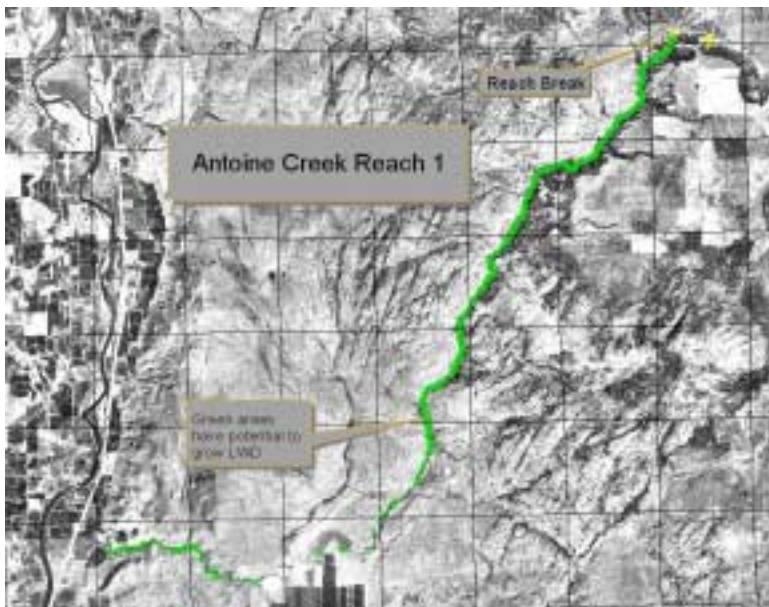 Reach Break
Antoine Creek Reach 1
Green areas
have potential to
grow LWD